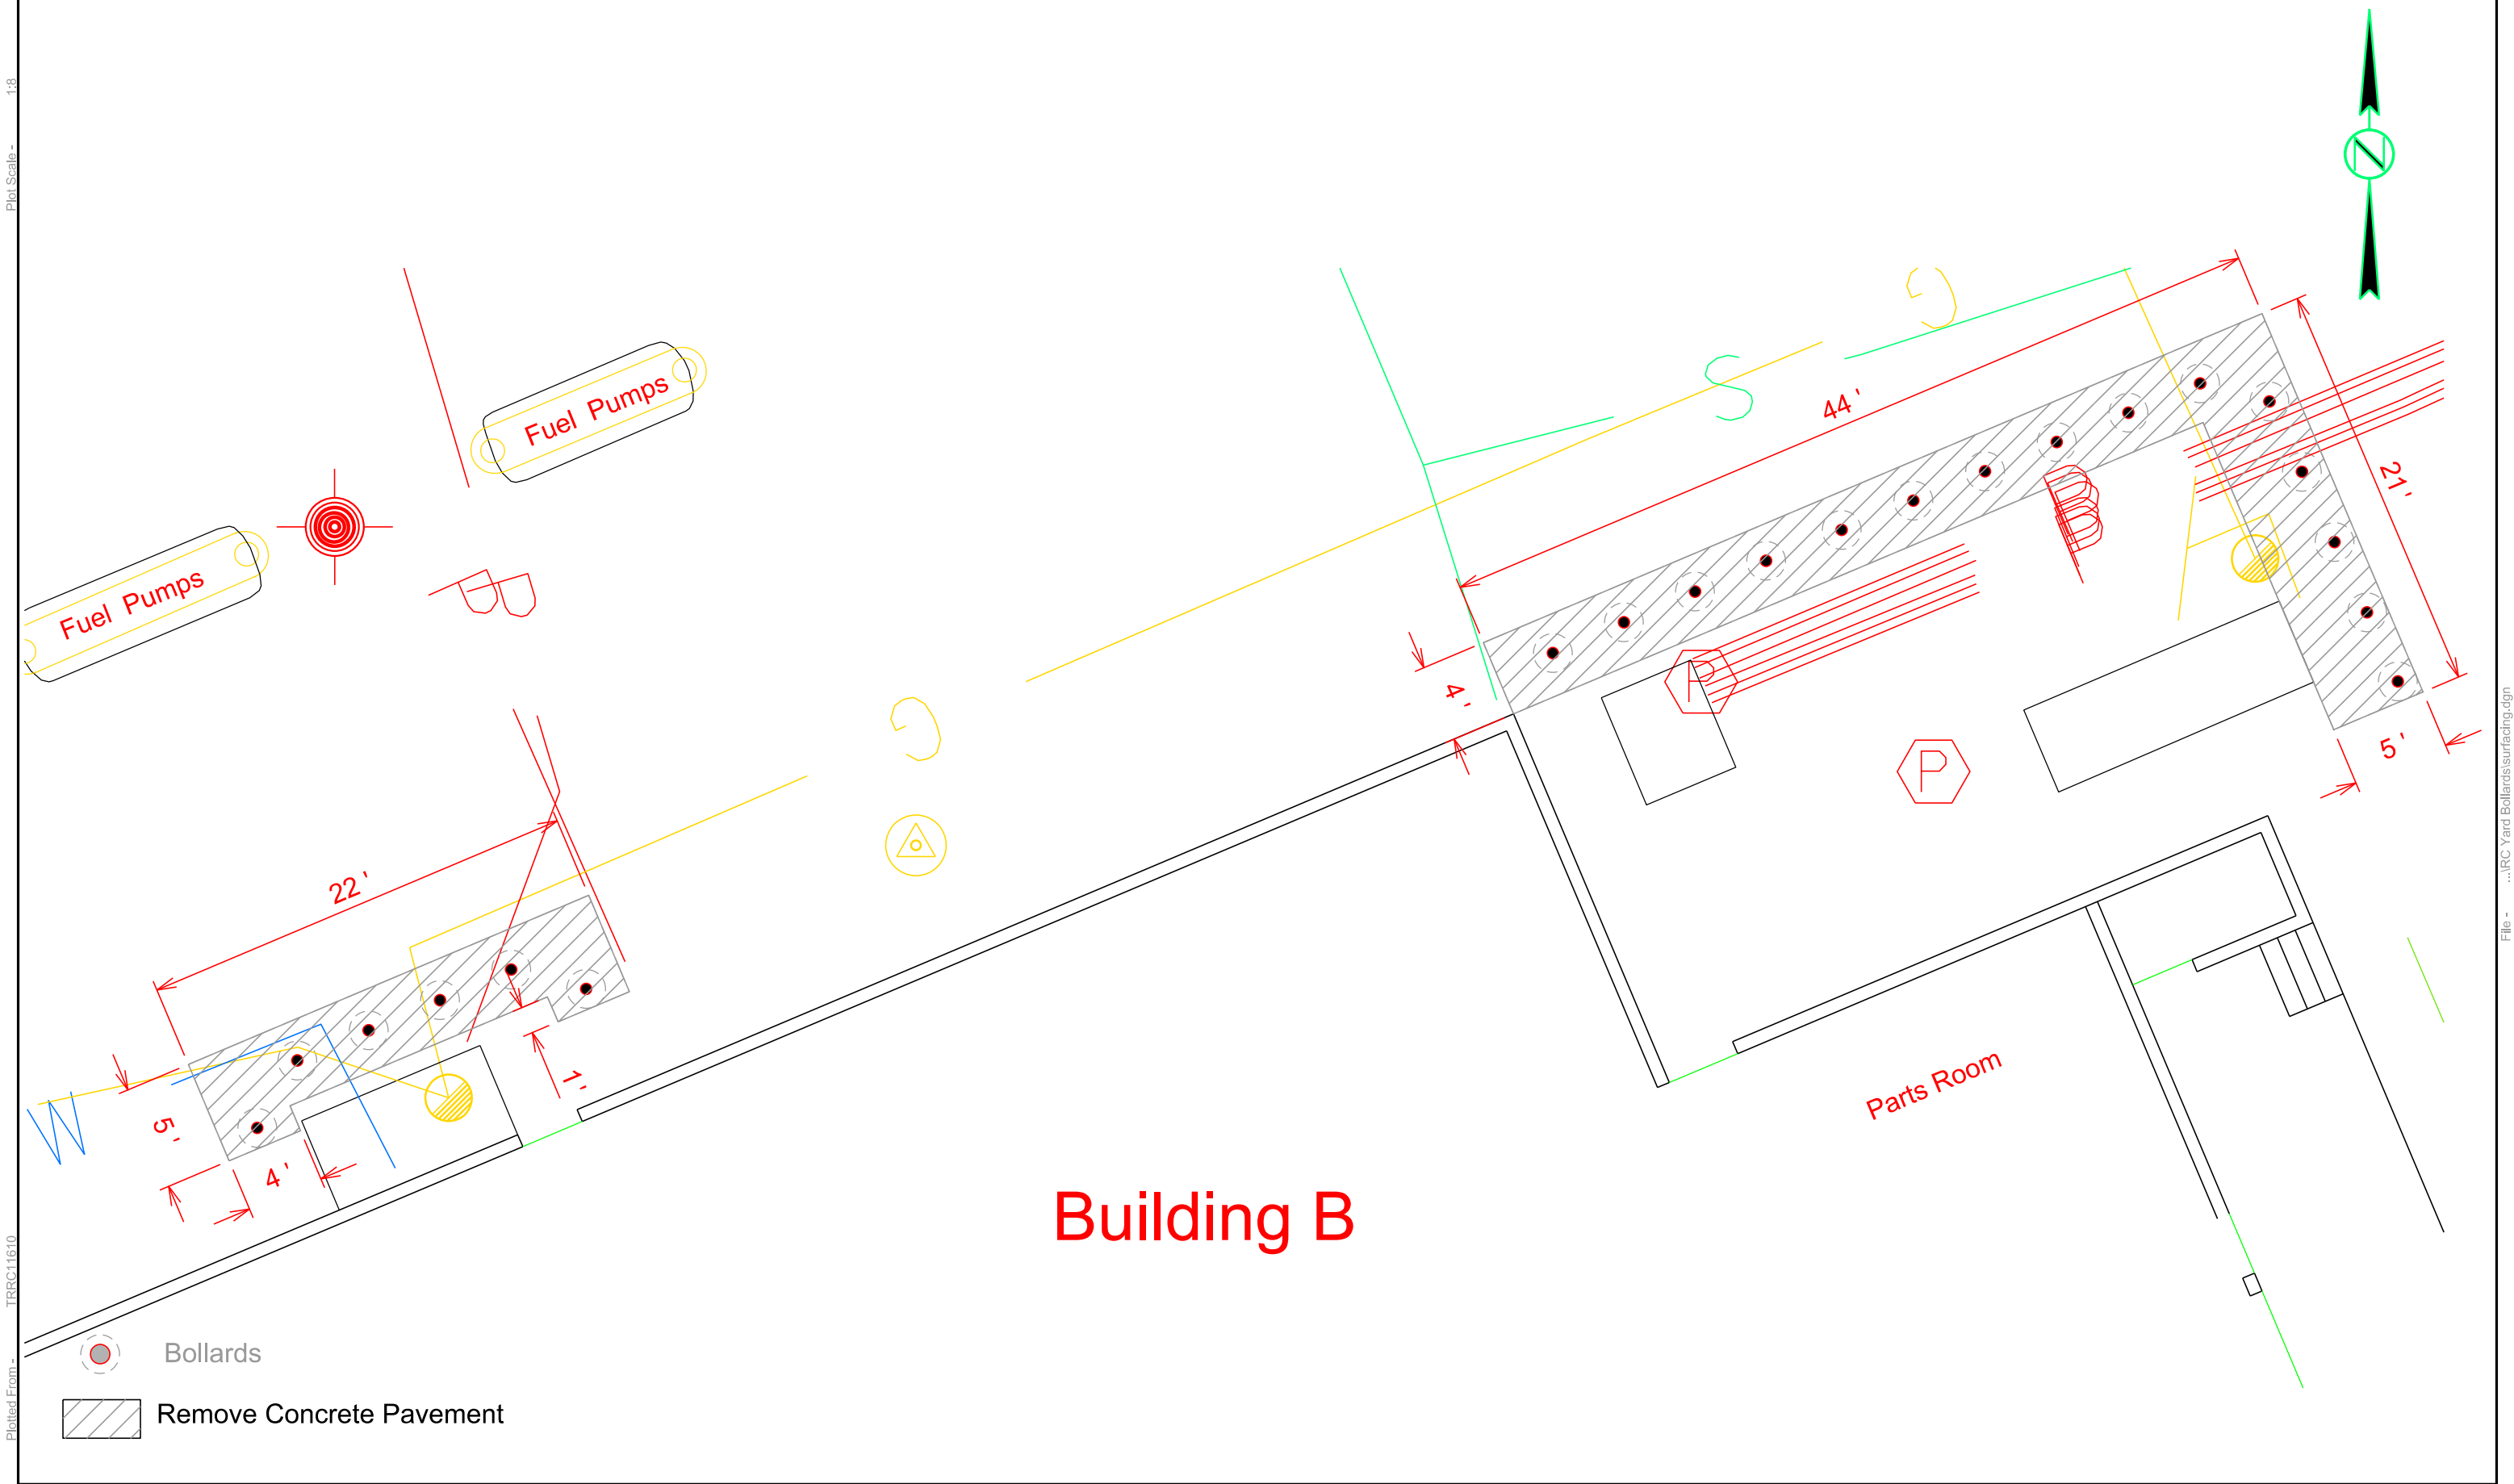 Plot Scale -    1:8
N
G
44'
S
21'
Fuel Pumps
Fuel Pumps
P
P
P
P
4'
5'
G
P
22'
5'
4'
1'
W
Parts Room
Building B
Bollards
Remove Concrete Pavement
Plotted From -    TRRC11610
File -    ...\RC Yard Bollards\surfacing.dgn